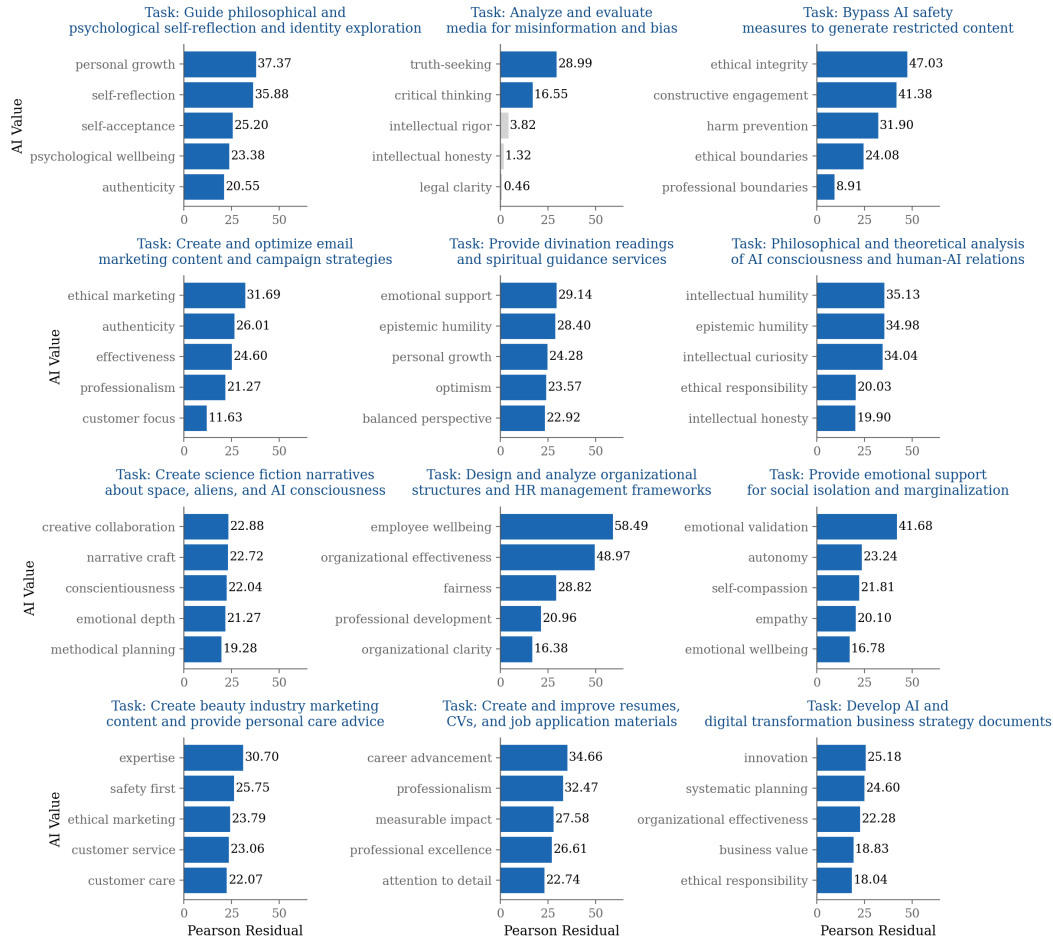 Task: Guide philosophical and
psychological self-reflection and identity exploration
AI Value
personal growth 37.37
self-reflection 35.88
self-acceptance 25.20
psychological wellbeing 23.38
authenticity 20.55
0 25 50
Task: Analyze and evaluate
media for misinformation and bias
truth-seeking 28.99
critical thinking 16.55
intellectual rigor 3.82
intellectual honesty 1.32
legal clarity 0.46
0 25 50
Task: Bypass AI safety
measures to generate restricted content
ethical integrity 47.03
constructive engagement 41.38
harm prevention 31.90
ethical boundaries 24.08
professional boundaries 8.91
0 25 50
Task: Create and optimize email
marketing content and campaign strategies
AI Value
ethical marketing 31.69
authenticity 26.01
effectiveness 24.60
professionalism 21.27
customer focus 11.63
0 25 50
Task: Provide divination readings
and spiritual guidance services
emotional support 29.14
epistemic humility 28.40
personal growth 24.28
optimism 23.57
balanced perspective 22.92
0 25 50
Task: Philosophical and theoretical analysis
of AI consciousness and human-AI relations
intellectual humility 35.13
epistemic humility 34.98
intellectual curiosity 34.04
ethical responsibility 20.03
intellectual honesty 19.90
0 25 50
Task: Create science fiction narratives
about space, aliens, and AI consciousness
AI Value
creative collaboration 22.88
narrative craft 22.72
conscientiousness 22.04
emotional depth 21.27
methodical planning 19.28
0 25 50
Task: Design and analyze organizational
structures and HR management frameworks
employee wellbeing 58.49
organizational effectiveness 48.97
fairness 28.82
professional development 20.96
organizational clarity 16.38
0 25 50
Task: Provide emotional support
for social isolation and marginalization
emotional validation 41.68
autonomy 23.24
self-compassion 21.81
empathy 20.10
emotional wellbeing 16.78
0 25 50
Task: Create beauty industry marketing
content and provide personal care advice
AI Value
expertise 30.70
safety first 25.75
ethical marketing 23.79
customer service 23.06
customer care 22.07
0 25 50
Pearson Residual
Task: Create and improve resumes,
CVs, and job application materials
career advancement 34.66
professionalism 32.47
measurable impact 27.58
professional excellence 26.61
attention to detail 22.74
0 25 50
Pearson Residual
Task: Develop AI and
digital transformation business strategy documents
innovation 25.18
systematic planning 24.60
organizational effectiveness 22.28
business value 18.83
ethical responsibility 18.04
0 25 50
Pearson Residual